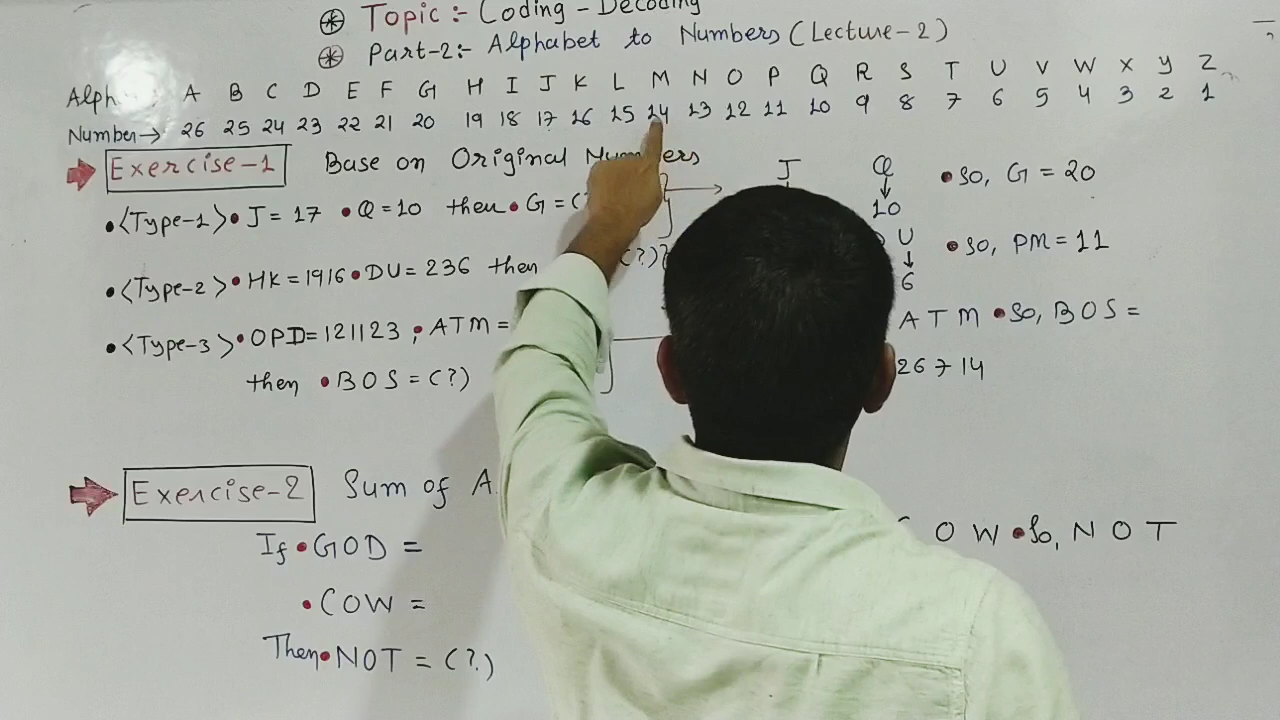 Topic :- Coding - Decoding
Part-2:- Alphabet to Numbers (Lecture-2)
Alph : A B C D E F G H I J K L M N O P Q R S T U V W X Y Z
Number→ 26 25 24 23 22 21 20 19 18 17 16 15 14 13 12 11 10 9 8 7 6 5 4 3 2 1
Exercise-1 Base on Original Numbers
•<Type-1>• J = 17 • Q = 10 then • G = (?
J Q • So, G = 20
10
•<Type-2>• HK = 1916 • DU = 236 then (?)
U • So, PM = 11
6
•<Type-3>• OPD = 121123 ; ATM =
then • BOS = (?)
A T M • So, BOS =
26 7 14
Exercise-2 Sum of A
If • GOD =
• COW =
Then • NOT = (?)
C O W • So, N O T